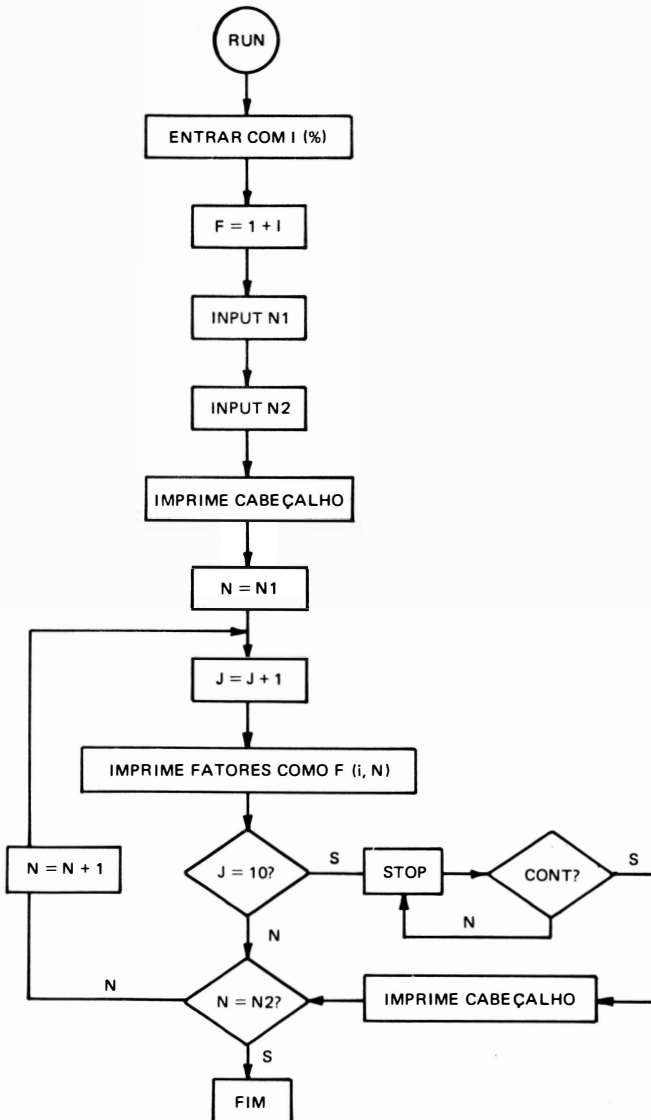 RUN
ENTRAR COM I (%)
F = 1 + I
INPUT N1
INPUT N2
IMPRIME CABEÇALHO
N = N1
J = J + 1
IMPRIME FATORES COMO F (i, N)
N = N + 1
J = 10?
S
STOP
CONT?
S
N
N
N
N = N2?
IMPRIME CABEÇALHO
S
FIM